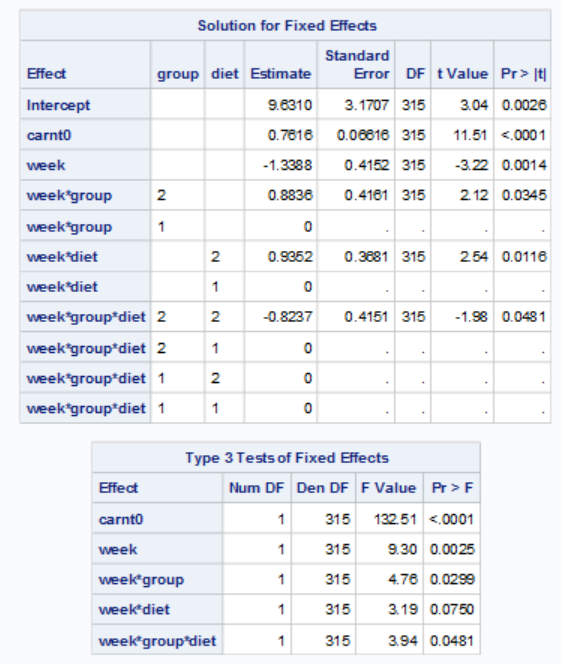 Solution for Fixed Effects
Effect group diet Estimate Standard Error DF t Value Pr > |t|
Intercept 9.6310 3.1707 315 3.04 0.0026
carnt0 0.7616 0.06616 315 11.51 <.0001
week -1.3388 0.4152 315 -3.22 0.0014
week*group 2 0.8836 0.4161 315 2.12 0.0345
week*group 1 0 . . . .
week*diet 2 0.9352 0.3681 315 2.54 0.0116
week*diet 1 0 . . . .
week*group*diet 2 2 -0.8237 0.4151 315 -1.98 0.0481
week*group*diet 2 1 0 . . . .
week*group*diet 1 2 0 . . . .
week*group*diet 1 1 0 . . . .
Type 3 Tests of Fixed Effects
Effect Num DF Den DF F Value Pr > F
carnt0 1 315 132.51 <.0001
week 1 315 9.30 0.0025
week*group 1 315 4.76 0.0299
week*diet 1 315 3.19 0.0750
week*group*diet 1 315 3.94 0.0481